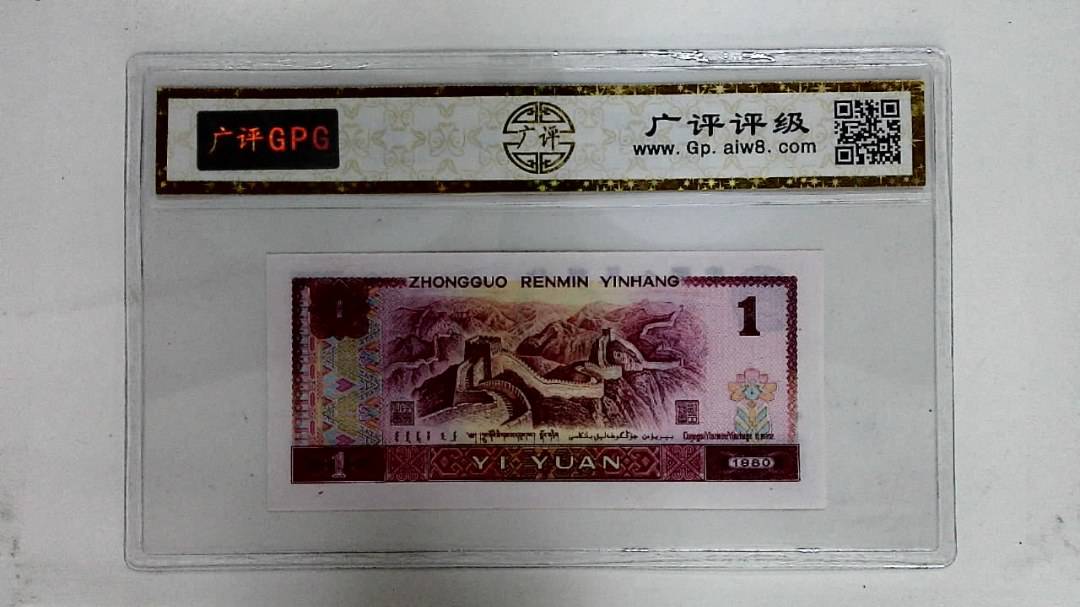 广评GPG
广评
广评评级
www.Gp.aiw8.com
ZHONGGUO RENMIN YINHANG
1
1
YI YUAN
1980